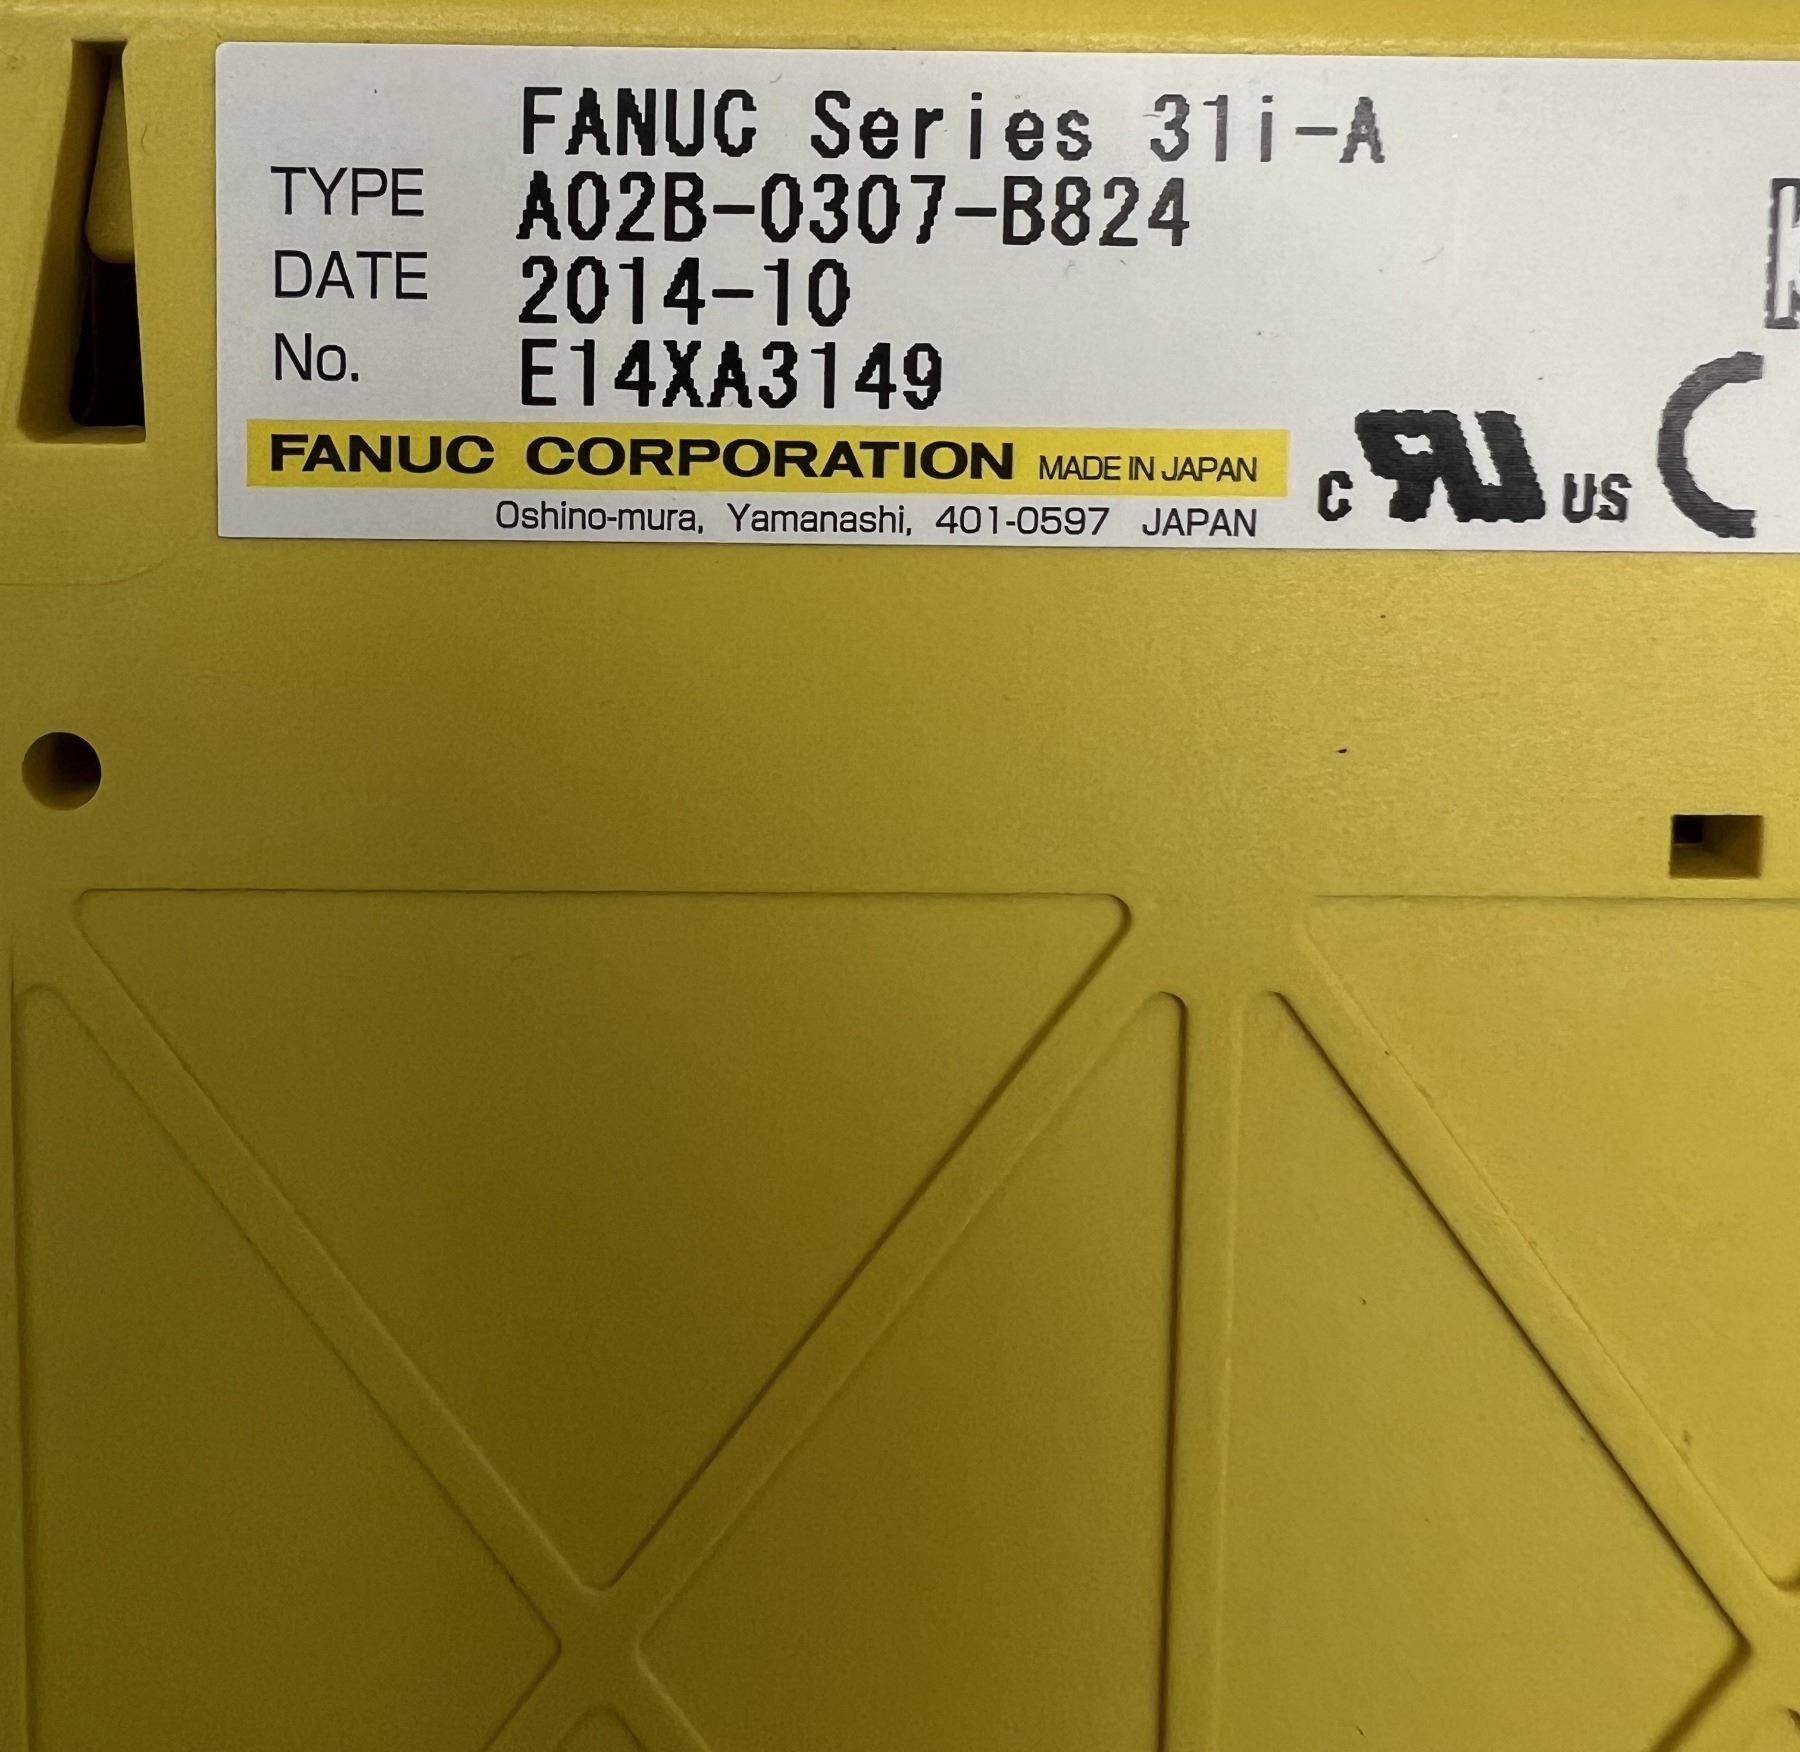 FANUC Series 31i-A
TYPE A02B-0307-B824
DATE 2014-10
No. E14XA3149
FANUC CORPORATION MADE IN JAPAN
Oshino-mura, Yamanashi, 401-0597 JAPAN
c RU US